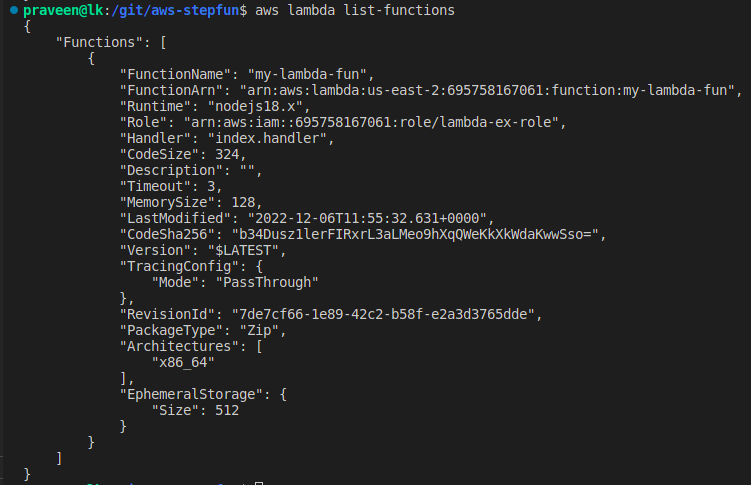 praveen@lk:/git/aws-stepfun$ aws lambda list-functions
{
    "Functions": [
        {
            "FunctionName": "my-lambda-fun",
            "FunctionArn": "arn:aws:lambda:us-east-2:695758167061:function:my-lambda-fun",
            "Runtime": "nodejs18.x",
            "Role": "arn:aws:iam::695758167061:role/lambda-ex-role",
            "Handler": "index.handler",
            "CodeSize": 324,
            "Description": "",
            "Timeout": 3,
            "MemorySize": 128,
            "LastModified": "2022-12-06T11:55:32.631+0000",
            "CodeSha256": "b34Dusz1lerFIRxrL3aLMeo9hXqQWeKkXkWdaKwwSso=",
            "Version": "$LATEST",
            "TracingConfig": {
                "Mode": "PassThrough"
            },
            "RevisionId": "7de7cf66-1e89-42c2-b58f-e2a3d3765dde",
            "PackageType": "Zip",
            "Architectures": [
                "x86_64"
            ],
            "EphemeralStorage": {
                "Size": 512
            }
        }
    ]
}